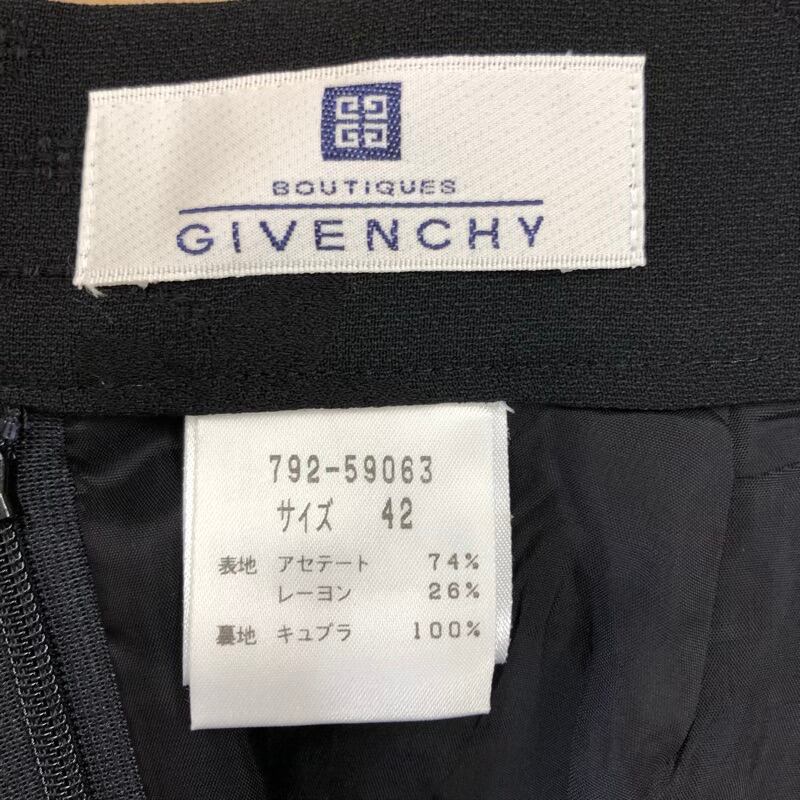 BOUTIQUES
GIVENCHY
792-59063
サイズ 42
表地 アセテート 74%
レーヨン 26%
裏地 キュプラ 100%